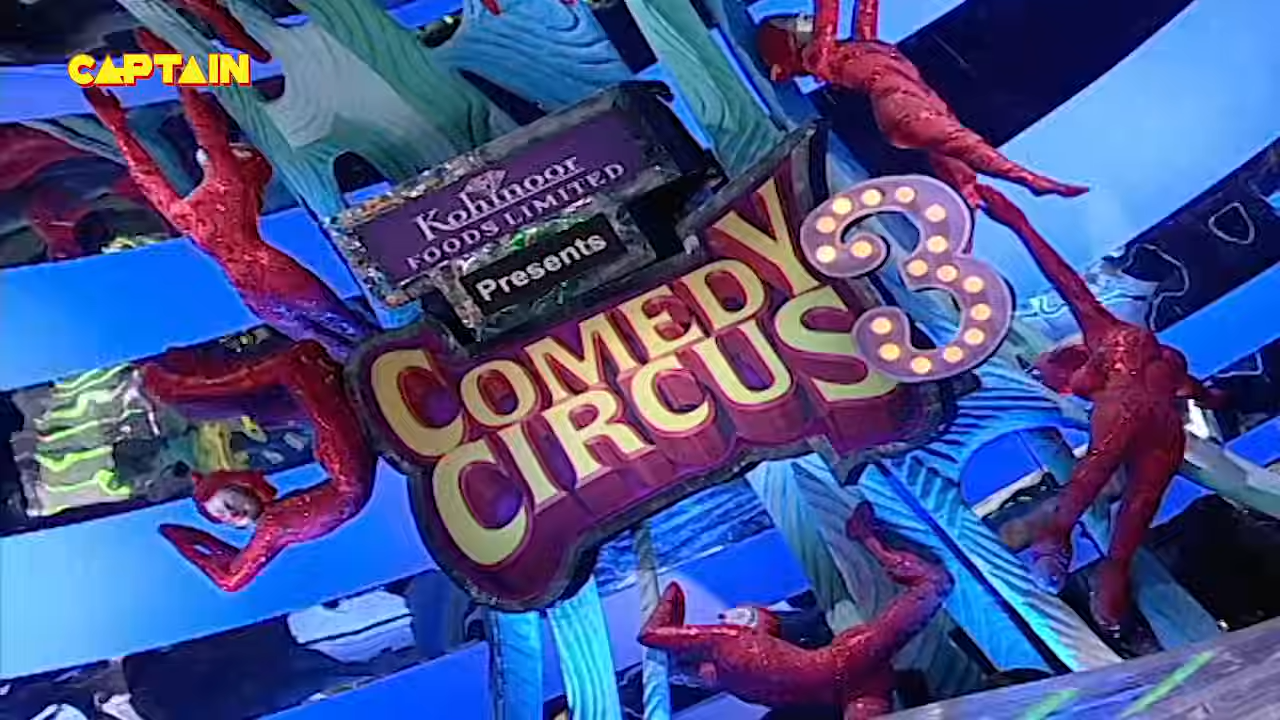 CAPTAIN
Kohinoor
FOODS LIMITED
Presents
COMEDY
CIRCUS 3